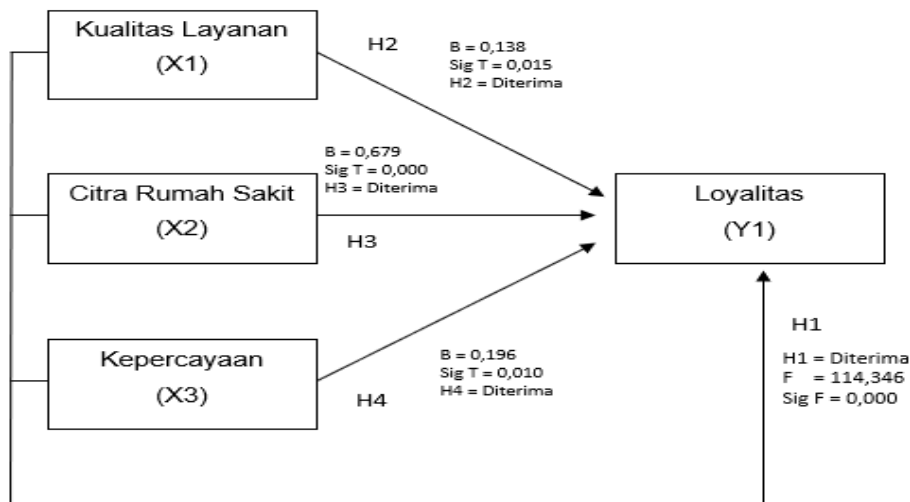 Kualitas Layanan
(X1)
H2
B = 0,138
Sig T = 0,015
H2 = Diterima
B = 0,679
Sig T = 0,000
H3 = Diterima
Citra Rumah Sakit
(X2)
H3
Loyalitas
(Y1)
Kepercayaan
(X3)
H4
B = 0,196
Sig T = 0,010
H4 = Diterima
H1
H1 = Diterima
F = 114,346
Sig F = 0,000